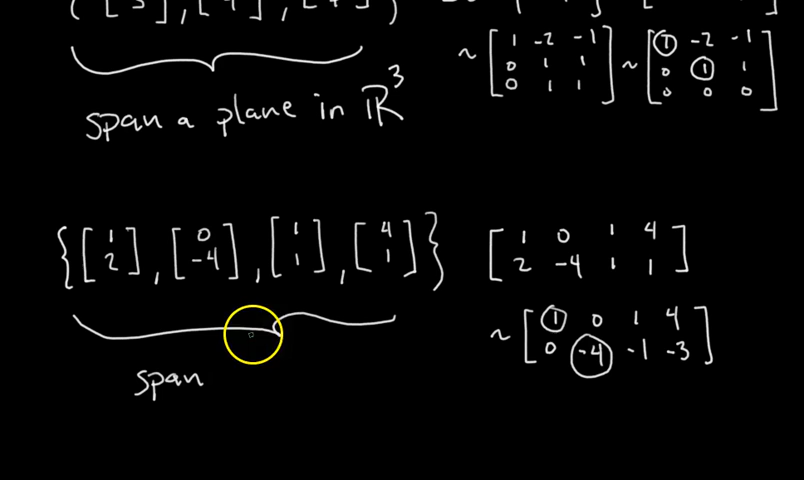 ~ [1 -2 -1; 0 1 1; 0 1 1] ~ [1 -2 -1; 0 1 1; 0 0 0]
span a plane in ℝ³
{[1; 2], [0; -4], [1; 1], [4; 1]} [1 0 1 4; 2 -4 1 1]
~ [1 0 1 4; 0 -4 -1 -3]
span